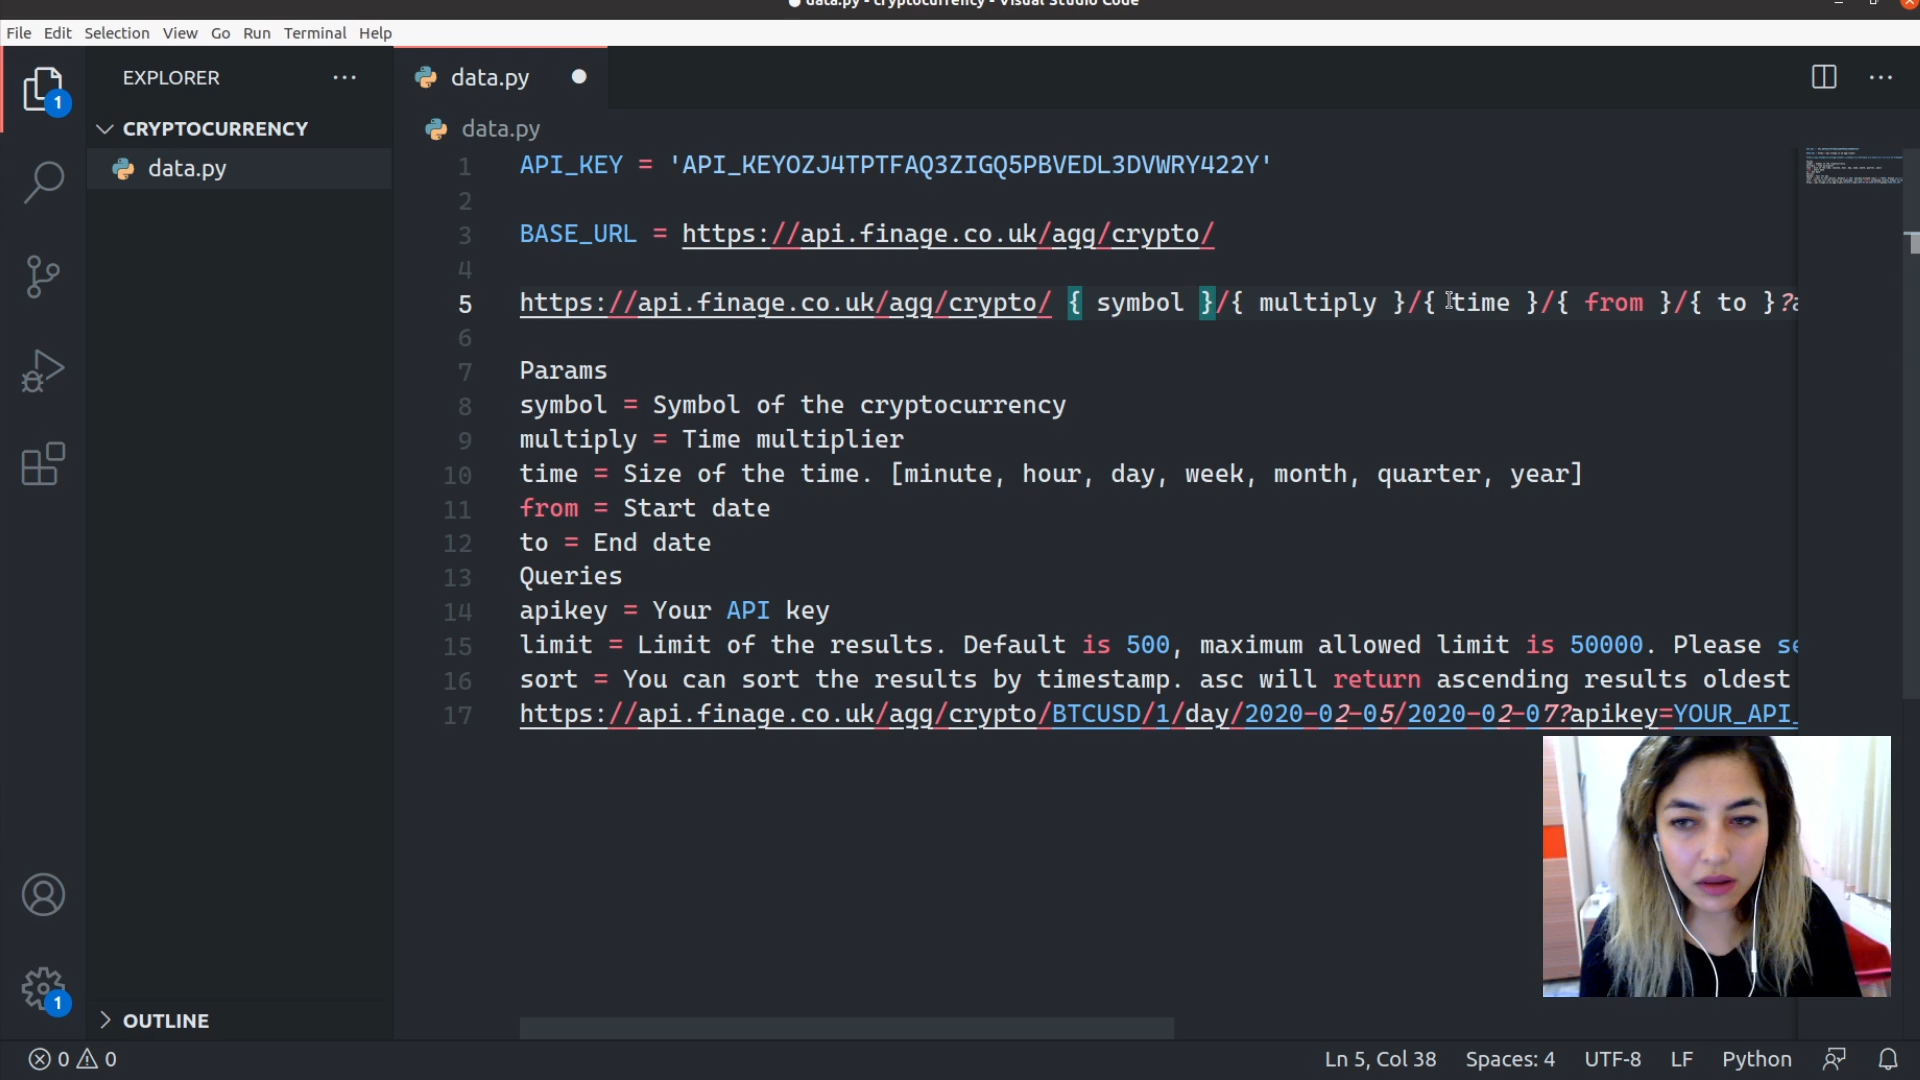 data.py - cryptocurrency - Visual Studio Code
File Edit Selection View Go Run Terminal Help
EXPLORER
data.py
CRYPTOCURRENCY
data.py
data.py
1 API_KEY = 'API_KEYOZJ4TPTFAQ3ZIGQ5PBVEDL3DVWRY422Y'
2
3 BASE_URL = https://api.finage.co.uk/agg/crypto/
4
5 https://api.finage.co.uk/agg/crypto/ { symbol }/{ multiply }/{ time }/{ from }/{ to }?a
6
7 Params
8 symbol = Symbol of the cryptocurrency
9 multiply = Time multiplier
10 time = Size of the time. [minute, hour, day, week, month, quarter, year]
11 from = Start date
12 to = End date
13 Queries
14 apikey = Your API key
15 limit = Limit of the results. Default is 500, maximum allowed limit is 50000. Please se
16 sort = You can sort the results by timestamp. asc will return ascending results oldest
17 https://api.finage.co.uk/agg/crypto/BTCUSD/1/day/2020-02-05/2020-02-07?apikey=YOUR_API_
1
1
OUTLINE
0 0
Ln 5, Col 38 Spaces: 4 UTF-8 LF Python